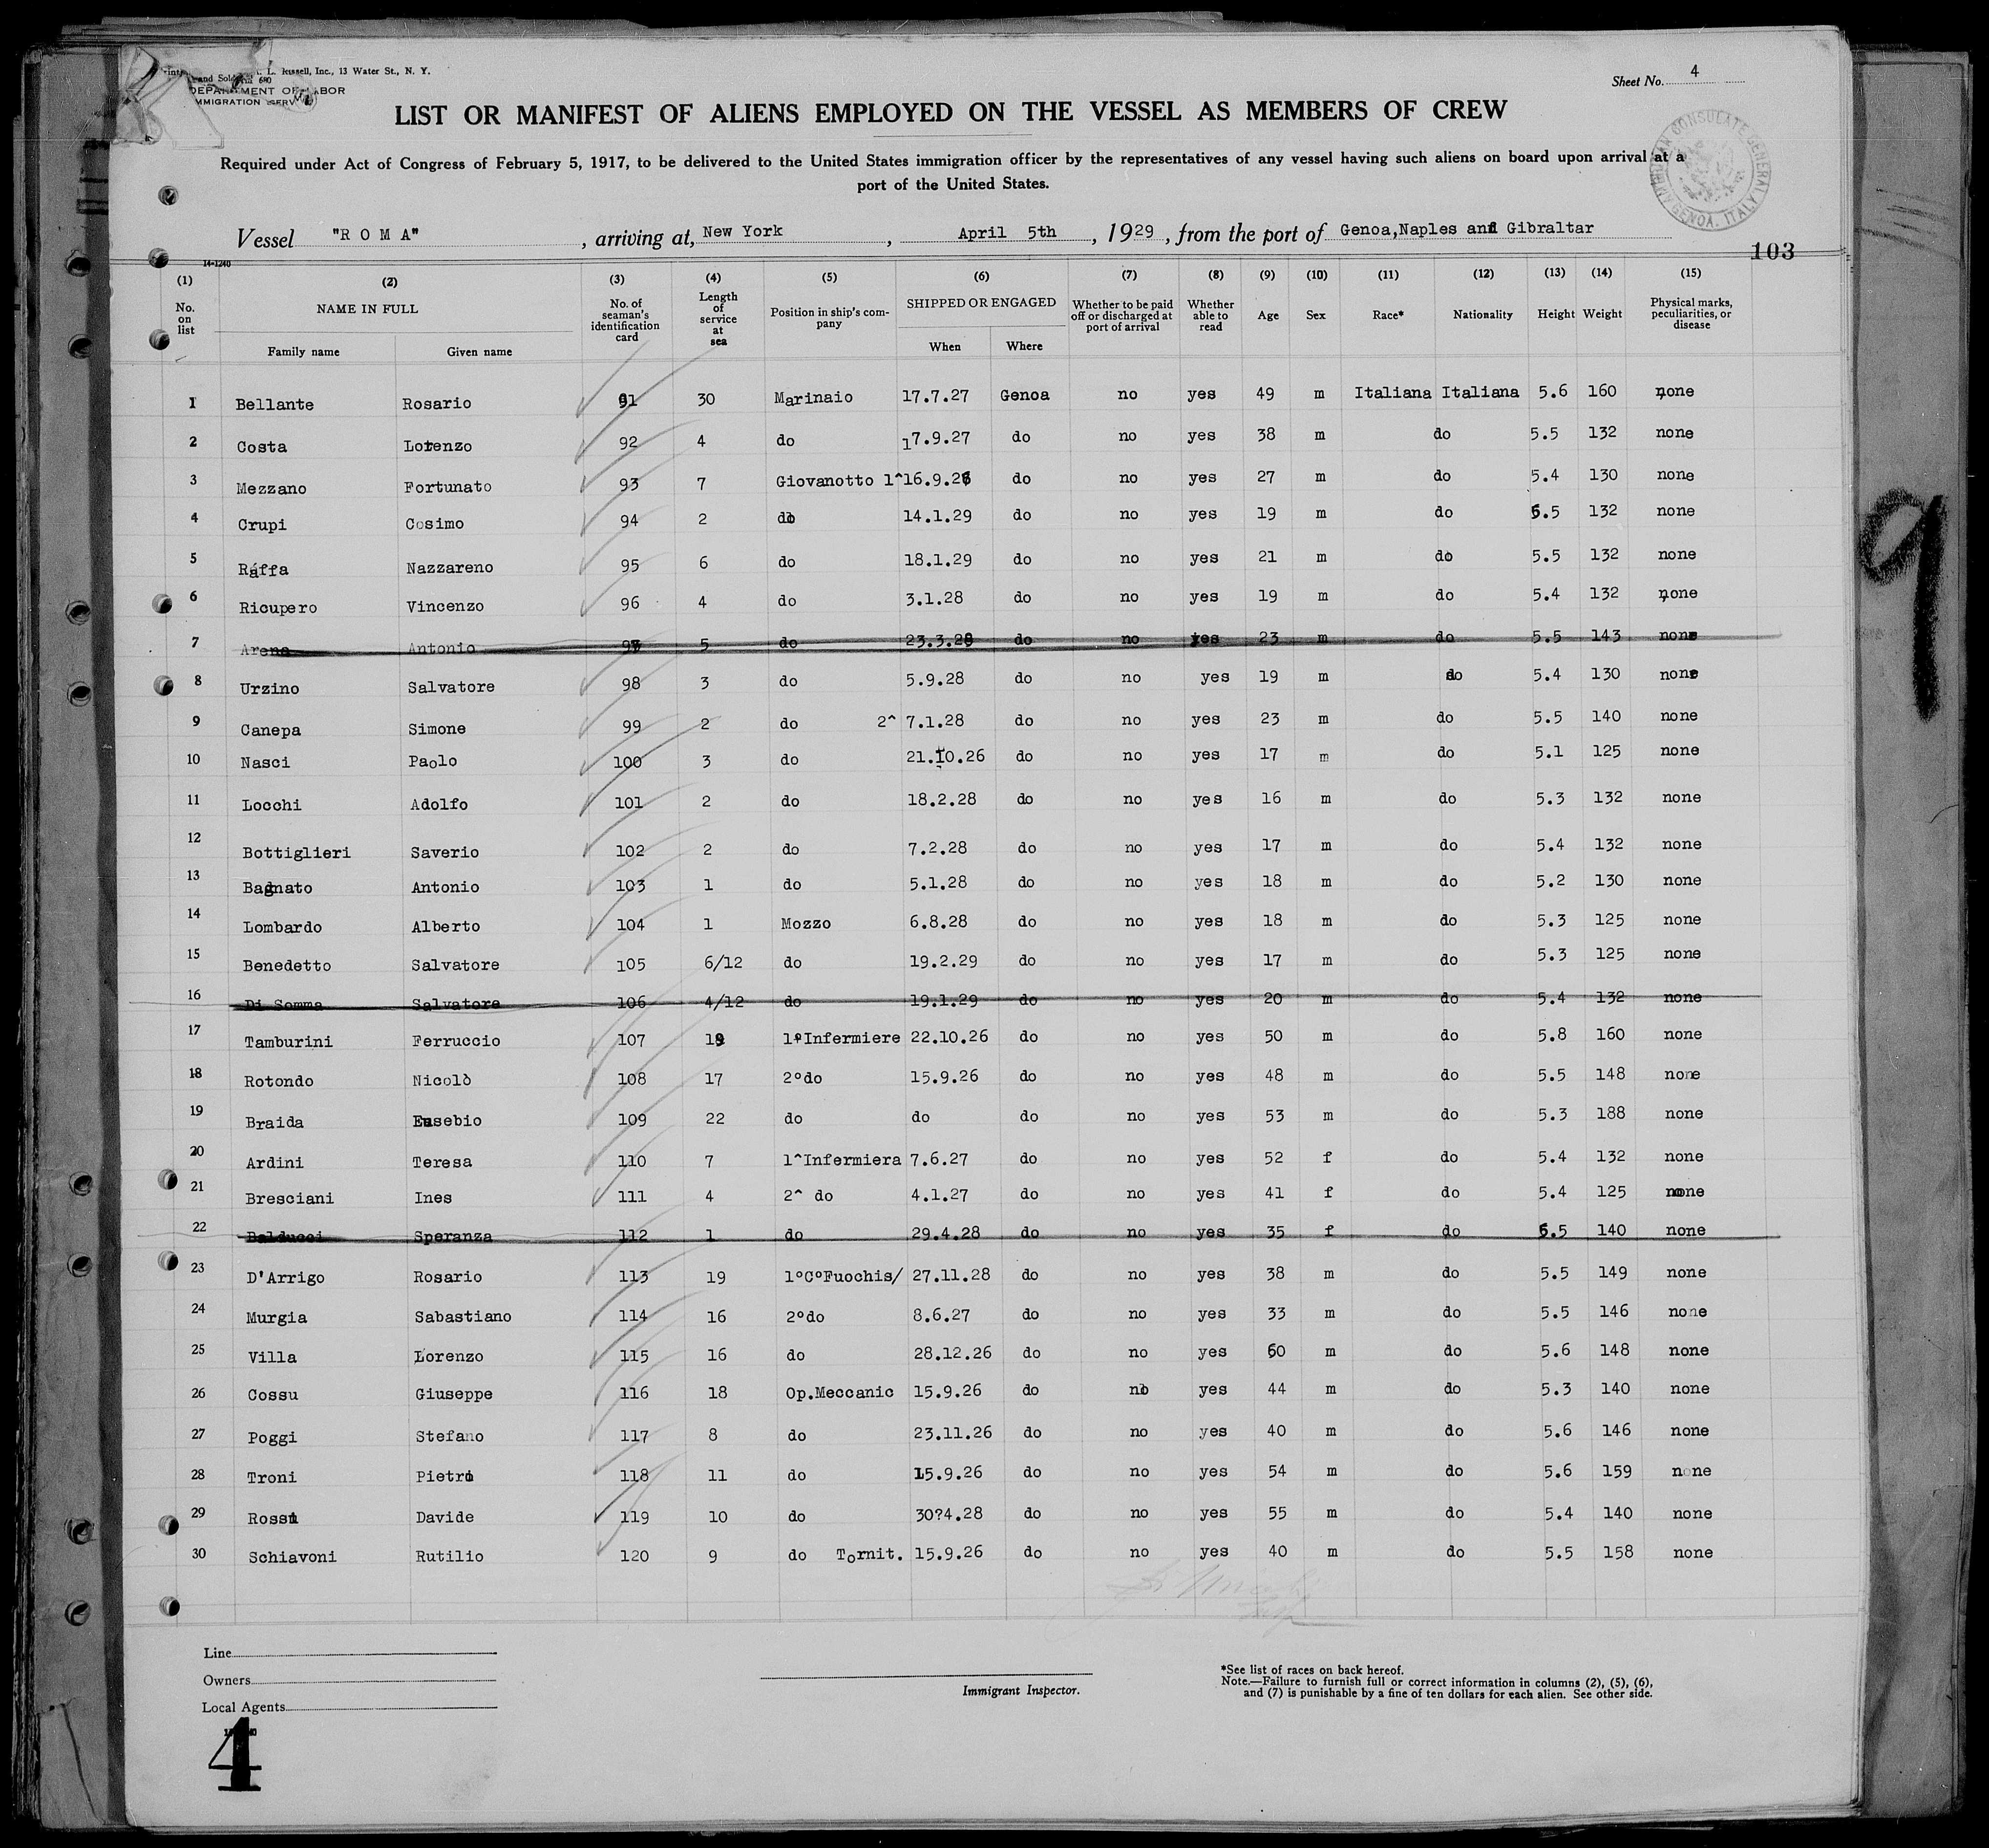 L. Russell, Inc., 13 Water St., N. Y.
DEPARTMENT OF LABOR
IMMIGRATION SERV
Sheet No. 4
LIST OR MANIFEST OF ALIENS EMPLOYED ON THE VESSEL AS MEMBERS OF CREW
Required under Act of Congress of February 5, 1917, to be delivered to the United States immigration officer by the representatives of any vessel having such aliens on board upon arrival at a
port of the United States.
AMERICAN CONSULATE GENERAL GENOA, ITALY
Vessel "R O M A" , arriving at, New York , April 5th , 1929 , from the port of Genoa,Naples and Gibraltar
103
14-1240
(1) (2) (3) (4) (5) (6) (7) (8) (9) (10) (11) (12) (13) (14) (15)
No. on list NAME IN FULL No. of seaman's identification card Length of service at sea Position in ship's company SHIPPED OR ENGAGED Whether to be paid off or discharged at port of arrival Whether able to read Age Sex Race* Nationality Height Weight Physical marks, peculiarities, or disease
Family name Given name When Where
1 Bellante Rosario 91 30 Marinaio 17.7.27 Genoa no yes 49 m Italiana Italiana 5.6 160 none
2 Costa Lorenzo 92 4 do 17.9.27 do no yes 38 m do 5.5 132 none
3 Mezzano Fortunato 93 7 Giovanotto 1^ 16.9.26 do no yes 27 m do 5.4 130 none
4 Crupi Cosimo 94 2 do 14.1.29 do no yes 19 m do 5.5 132 none
5 Ráffa Nazzareno 95 6 do 18.1.29 do no yes 21 m do 5.5 132 none
6 Ricupero Vincenzo 96 4 do 3.1.28 do no yes 19 m do 5.4 132 none
7 Arena Antonio 97 5 do 23.3.28 do no yes 23 m do 5.5 143 none
8 Urzino Salvatore 98 3 do 5.9.28 do no yes 19 m do 5.4 130 none
9 Canepa Simone 99 2 do 2^ 7.1.28 do no yes 23 m do 5.5 140 none
10 Nasci Paolo 100 3 do 21.10.26 do no yes 17 m do 5.1 125 none
11 Locchi Adolfo 101 2 do 18.2.28 do no yes 16 m do 5.3 132 none
12 Bottiglieri Saverio 102 2 do 7.2.28 do no yes 17 m do 5.4 132 none
13 Bagnato Antonio 103 1 do 5.1.28 do no yes 18 m do 5.2 130 none
14 Lombardo Alberto 104 1 Mozzo 6.8.28 do no yes 18 m do 5.3 125 none
15 Benedetto Salvatore 105 6/12 do 19.2.29 do no yes 17 m do 5.3 125 none
16 Di Somma Salvatore 106 4/12 do 19.1.29 do no yes 20 m do 5.4 132 none
17 Tamburini Ferruccio 107 19 1ºInfermiere 22.10.26 do no yes 50 m do 5.8 160 none
18 Rotondo Nicolò 108 17 2ºdo 15.9.26 do no yes 48 m do 5.5 148 none
19 Braida Eusebio 109 22 do do do no yes 53 m do 5.3 188 none
20 Ardini Teresa 110 7 1^Infermiera 7.6.27 do no yes 52 f do 5.4 132 none
21 Bresciani Ines 111 4 2^ do 4.1.27 do no yes 41 f do 5.4 125 none
22 Balducci Speranza 112 1 do 29.4.28 do no yes 35 f do 5.5 140 none
23 D'Arrigo Rosario 113 19 1ºCºFuochis/ 27.11.28 do no yes 38 m do 5.5 149 none
24 Murgia Sabastiano 114 16 2ºdo 8.6.27 do no yes 33 m do 5.5 146 none
25 Villa Lorenzo 115 16 do 28.12.26 do no yes 60 m do 5.6 148 none
26 Cossu Giuseppe 116 18 Op.Meccanic 15.9.26 do no yes 44 m do 5.3 140 none
27 Poggi Stefano 117 8 do 23.11.26 do no yes 40 m do 5.6 146 none
28 Troni Pietro 118 11 do 15.9.26 do no yes 54 m do 5.6 159 none
29 Rossi Davide 119 10 do 30?4.28 do no yes 55 m do 5.4 140 none
30 Schiavoni Rutilio 120 9 do Tornit. 15.9.26 do no yes 40 m do 5.5 158 none
Line
Owners
Local Agents
Immigrant Inspector.
*See list of races on back hereof.
Note.—Failure to furnish full or correct information in columns (2), (5), (6),
and (7) is punishable by a fine of ten dollars for each alien. See other side.
4
9